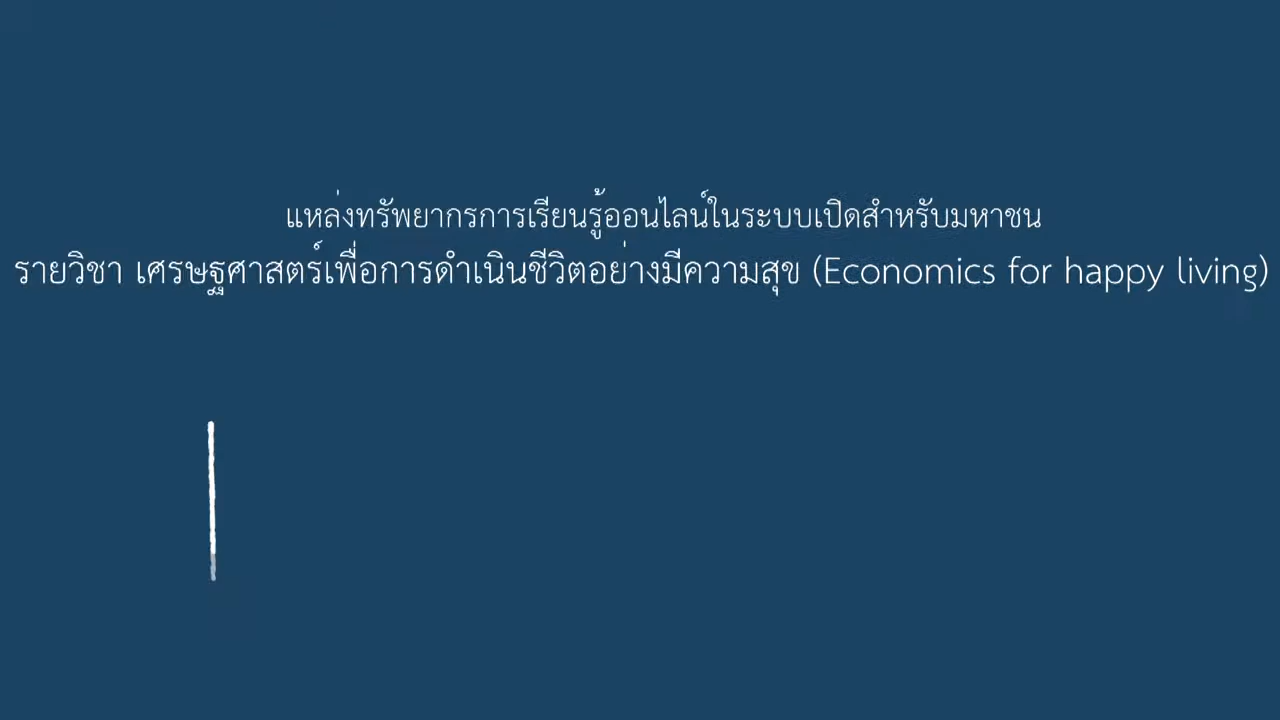 แหล่งทรัพยากรการเรียนรู้ออนไลน์ในระบบเปิดสำหรับมหาชน
รายวิชา เศรษฐศาสตร์เพื่อการดำเนินชีวิตอย่างมีความสุข (Economics for happy living)